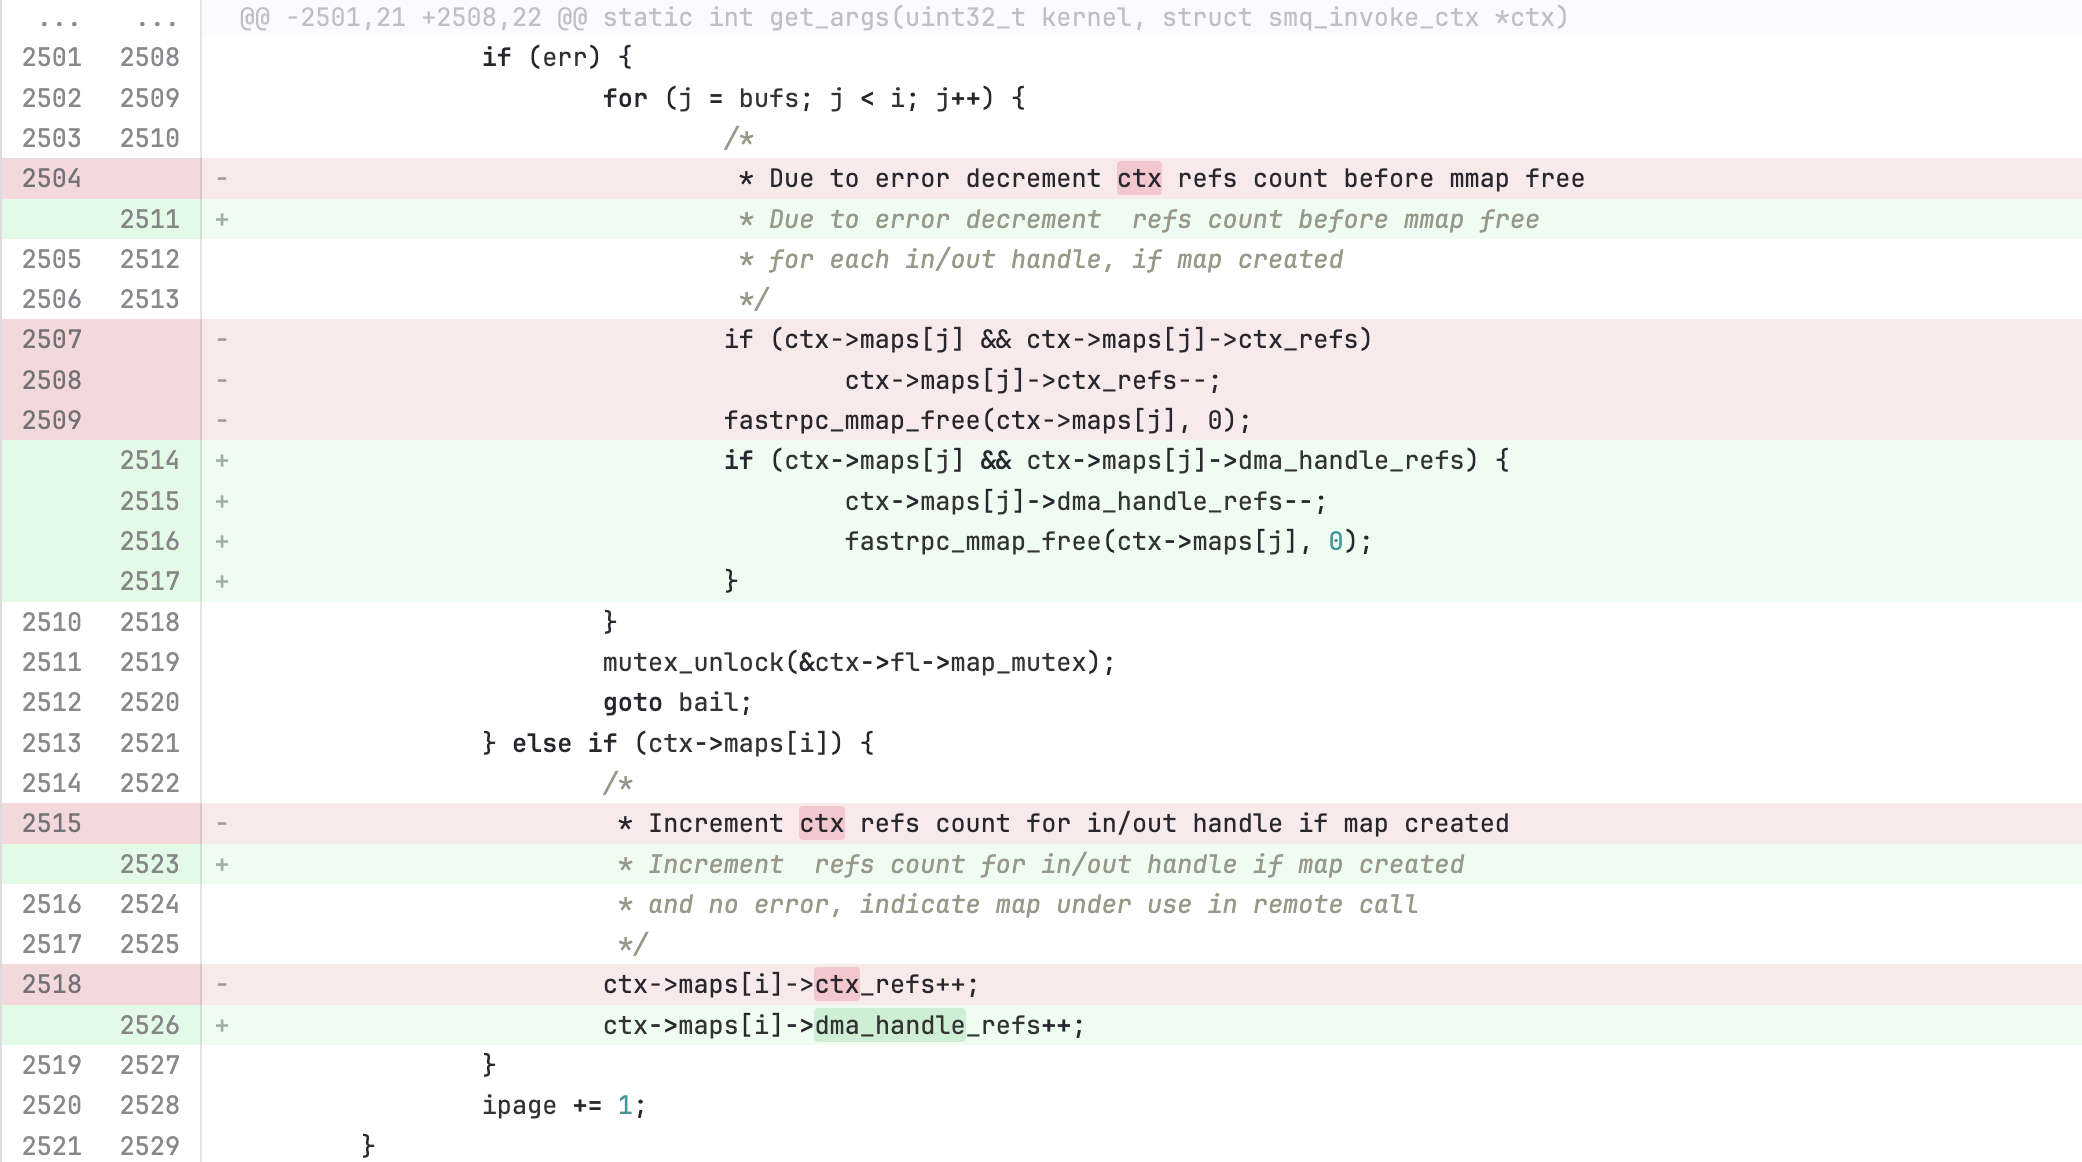 ... ... @@ -2501,21 +2508,22 @@ static int get_args(uint32_t kernel, struct smq_invoke_ctx *ctx)
2501 2508 if (err) {
2502 2509 for (j = bufs; j < i; j++) {
2503 2510 /*
2504 - * Due to error decrement ctx refs count before mmap free
2511 + * Due to error decrement  refs count before mmap free
2505 2512 * for each in/out handle, if map created
2506 2513 */
2507 - if (ctx->maps[j] && ctx->maps[j]->ctx_refs)
2508 - ctx->maps[j]->ctx_refs--;
2509 - fastrpc_mmap_free(ctx->maps[j], 0);
2514 + if (ctx->maps[j] && ctx->maps[j]->dma_handle_refs) {
2515 + ctx->maps[j]->dma_handle_refs--;
2516 + fastrpc_mmap_free(ctx->maps[j], 0);
2517 + }
2510 2518 }
2511 2519 mutex_unlock(&ctx->fl->map_mutex);
2512 2520 goto bail;
2513 2521 } else if (ctx->maps[i]) {
2514 2522 /*
2515 - * Increment ctx refs count for in/out handle if map created
2523 + * Increment  refs count for in/out handle if map created
2516 2524 * and no error, indicate map under use in remote call
2517 2525 */
2518 - ctx->maps[i]->ctx_refs++;
2526 + ctx->maps[i]->dma_handle_refs++;
2519 2527 }
2520 2528 ipage += 1;
2521 2529 }